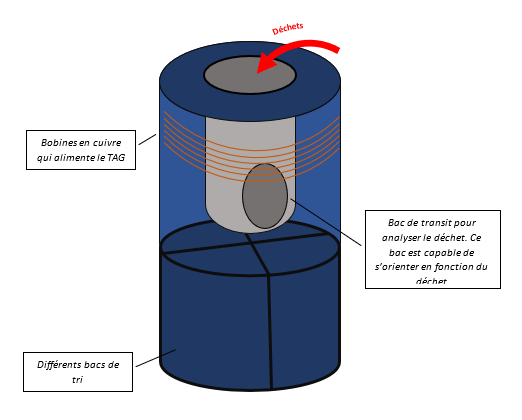 Déchets
Bobines en cuivre
qui alimente le TAG
Bac de transit pour
analyser le déchet. Ce
bac est capable de
s'orienter en fonction du
déchet
Différents bacs de
tri